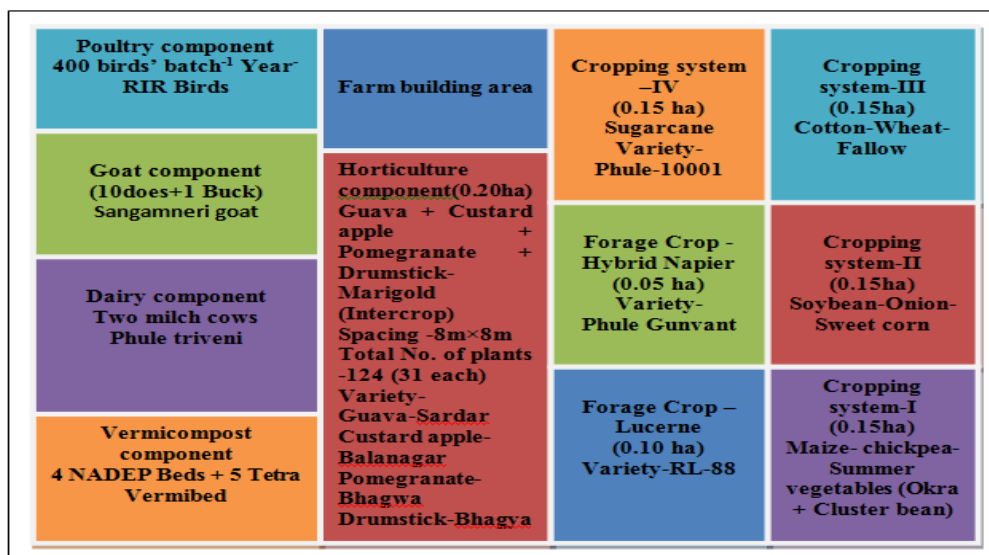 Poultry component
400 birds’ batch-1 Year-
RIR Birds
Goat component
(10does+1 Buck)
Sangamneri goat
Dairy component
Two milch cows
Phule triveni
Vermicompost
component
4 NADEP Beds + 5 Tetra
Vermibed
Farm building area
Horticulture
component(0.20ha)
Guava + Custard
apple +
Pomegranate +
Drumstick-
Marigold
(Intercrop)
Spacing -8m×8m
Total No. of plants
-124 (31 each)
Variety-
Guava-Sardar
Custard apple-
Balanagar
Pomegranate-
Bhagwa
Drumstick-Bhagya
Cropping system
–IV
(0.15 ha)
Sugarcane
Variety-
Phule-10001
Forage Crop -
Hybrid Napier
(0.05 ha)
Variety-
Phule Gunvant
Forage Crop –
Lucerne
(0.10 ha)
Variety-RL-88
Cropping
system-III
(0.15ha)
Cotton-Wheat-
Fallow
Cropping
system-II
(0.15ha)
Soybean-Onion-
Sweet corn
Cropping
system-I
(0.15ha)
Maize- chickpea-
Summer
vegetables (Okra
+ Cluster bean)